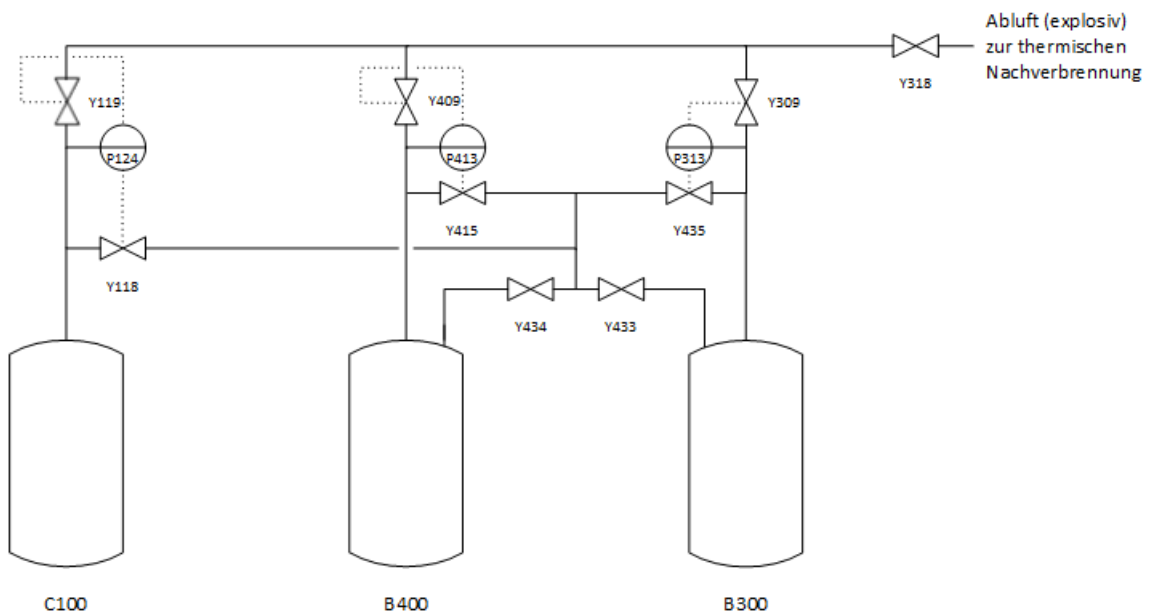 Abluft (explosiv)
zur thermischen
Nachverbrennung
Y318
Y119
Y409
Y309
P124
P413
P313
Y415
Y435
Y118
Y434
Y433
C100
B400
B300